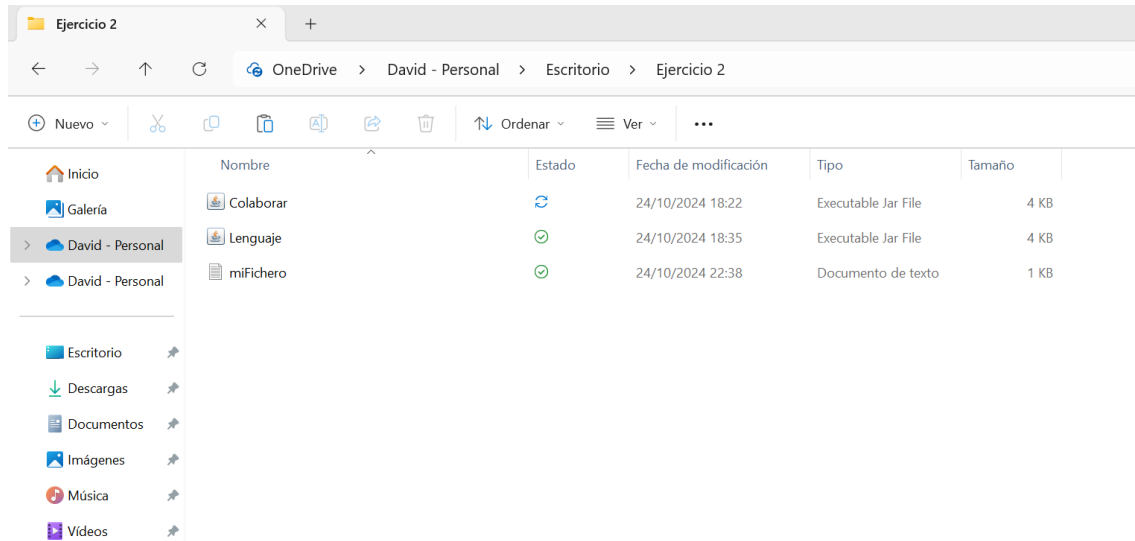 Ejercicio 2
OneDrive > David - Personal > Escritorio > Ejercicio 2
Nuevo Ordenar Ver
Nombre Estado Fecha de modificación Tipo Tamaño
Colaborar 24/10/2024 18:22 Executable Jar File 4 KB
Lenguaje 24/10/2024 18:35 Executable Jar File 4 KB
miFichero 24/10/2024 22:38 Documento de texto 1 KB
Inicio
Galería
David - Personal
David - Personal
Escritorio
Descargas
Documentos
Imágenes
Música
Vídeos